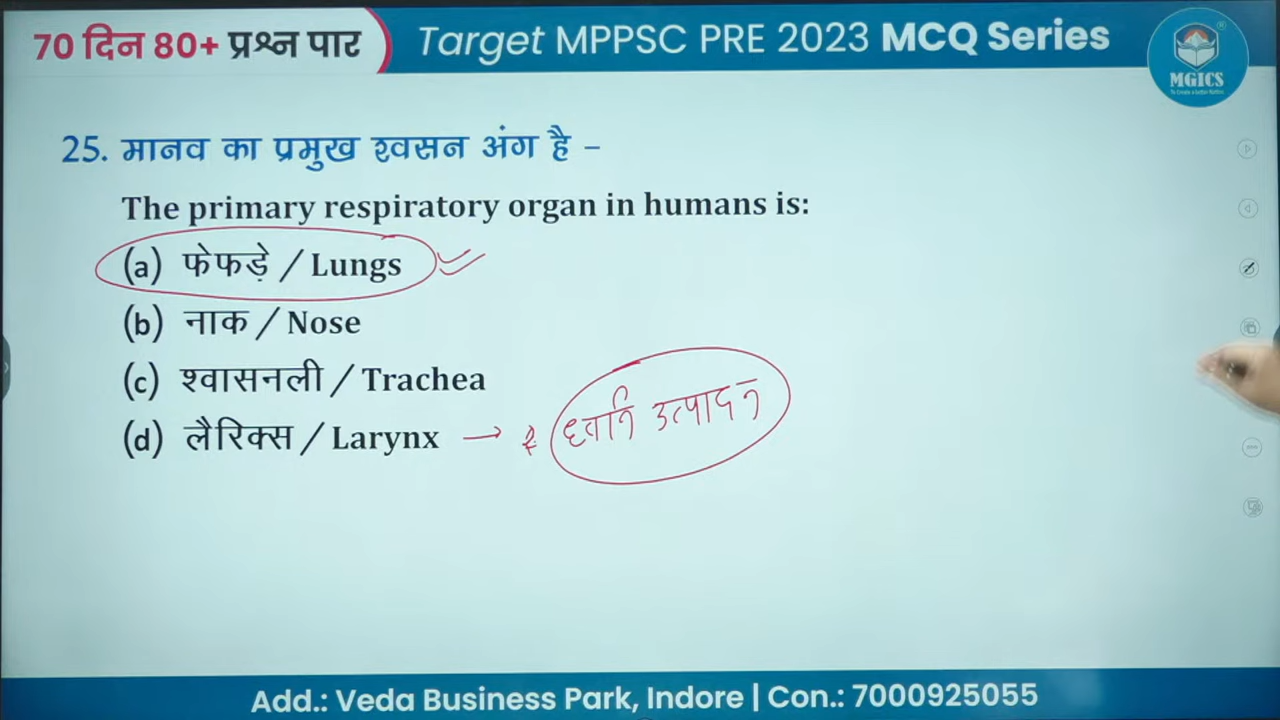 70 दिन 80+ प्रश्न पार
Target MPPSC PRE 2023 MCQ Series
MGICS
25. मानव का प्रमुख श्वसन अंग है –
The primary respiratory organ in humans is:
(a) फेफड़े / Lungs
(b) नाक / Nose
(c) श्वासनली / Trachea
(d) लैरिक्स / Larynx → ध्वनि उत्पादन
Add.: Veda Business Park, Indore | Con.: 7000925055